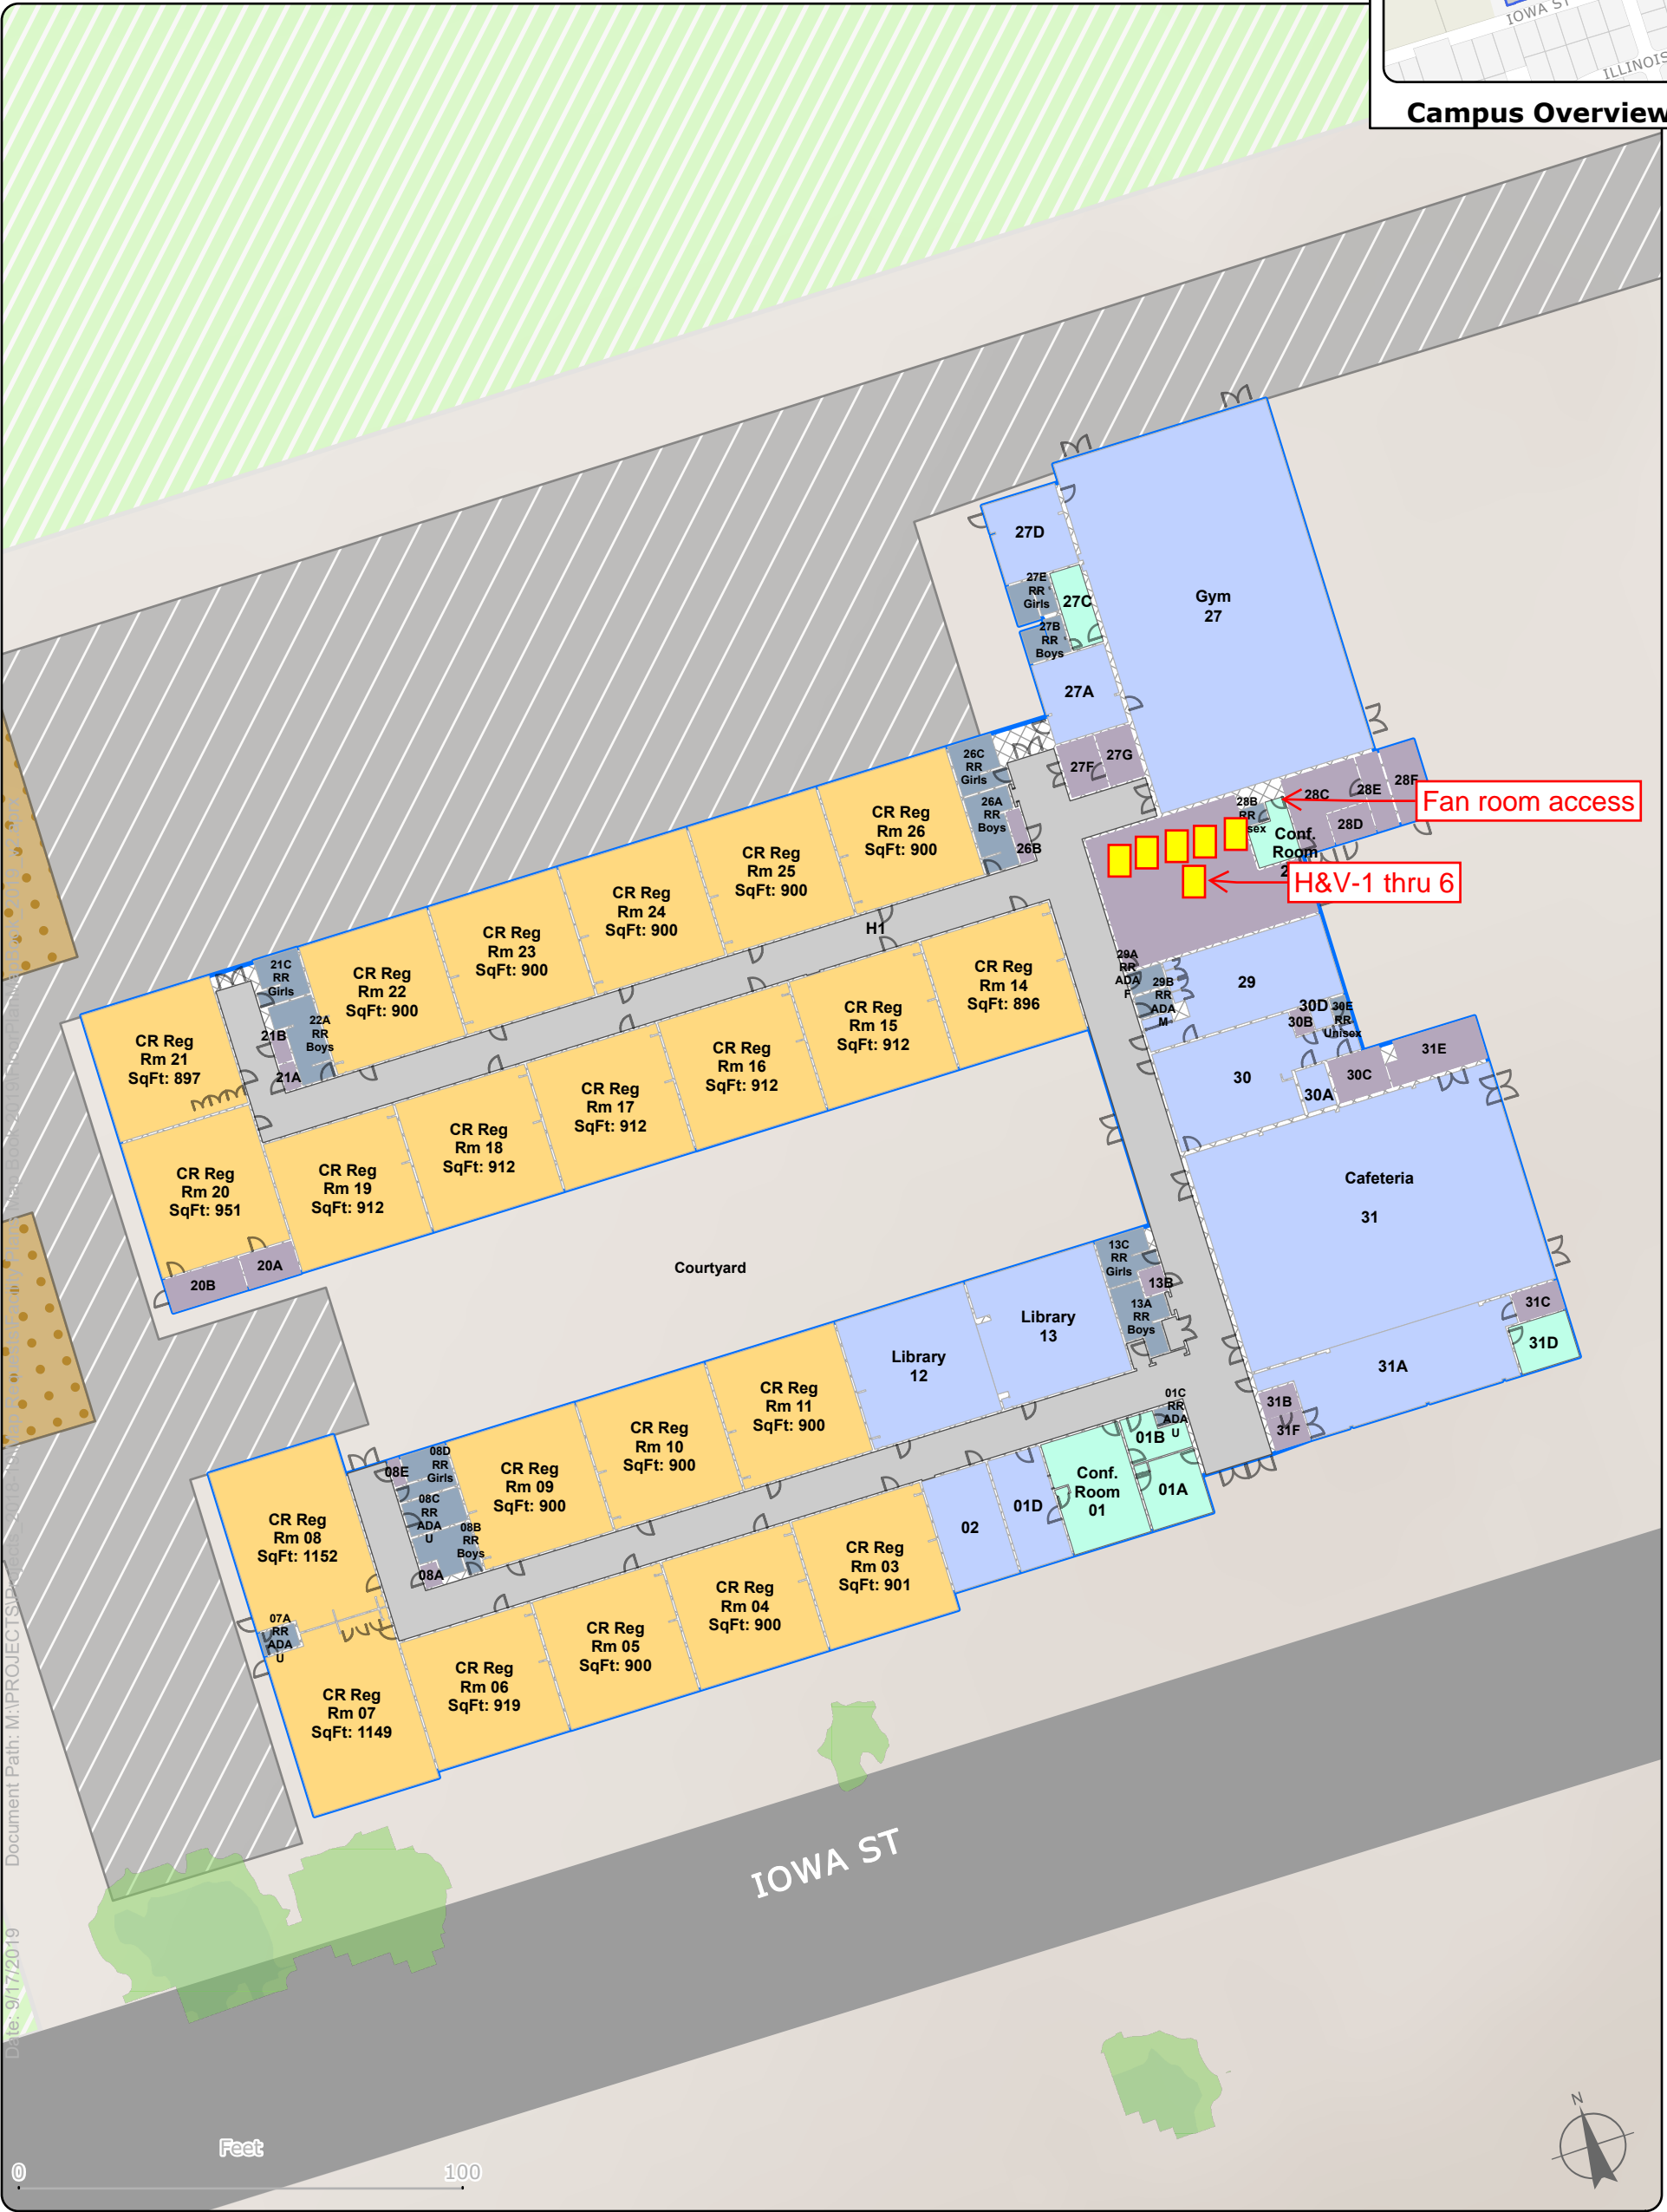 IOWA ST
ILLINOIS
Campus Overview
27D
27E
RR
Girls
27C
Gym
27
27B
RR
Boys
27A
27F
27G
26C
RR
Girls
26A
RR
Boys
26B
28F
28E
28C
28D
28B
RR
Fan room access
Conf.
Room
H&V-1 thru 6
CR Reg
Rm 26
SqFt: 900
CR Reg
Rm 25
SqFt: 900
CR Reg
Rm 24
SqFt: 900
CR Reg
Rm 23
SqFt: 900
CR Reg
Rm 22
SqFt: 900
H1
21C
RR
Girls
22A
RR
Boys
21B
21A
CR Reg
Rm 21
SqFt: 897
CR Reg
Rm 20
SqFt: 951
20B
20A
CR Reg
Rm 19
SqFt: 912
CR Reg
Rm 18
SqFt: 912
CR Reg
Rm 17
SqFt: 912
CR Reg
Rm 16
SqFt: 912
CR Reg
Rm 15
SqFt: 912
CR Reg
Rm 14
SqFt: 896
29A
RR
ADA
F
29B
RR
ADA
M
29
30D
30B
30E
RR
Unisex
30
30A
30C
31E
Cafeteria
31
31C
31D
31A
31B
31F
Courtyard
13C
RR
Girls
13B
13A
RR
Boys
Library
13
Library
12
CR Reg
Rm 11
SqFt: 900
CR Reg
Rm 10
SqFt: 900
CR Reg
Rm 09
SqFt: 900
08D
RR
Girls
08E
08C
RR
ADA
U
08B
RR
Boys
08A
CR Reg
Rm 08
SqFt: 1152
07A
RR
ADA
U
CR Reg
Rm 07
SqFt: 1149
CR Reg
Rm 06
SqFt: 919
CR Reg
Rm 05
SqFt: 900
CR Reg
Rm 04
SqFt: 900
CR Reg
Rm 03
SqFt: 901
02
01D
Conf.
Room
01
01C
RR
ADA
U
01B
01A
IOWA ST
Date: 9/17/2019
Document Path: M:\PROJECTS\
Feet
0
100
N